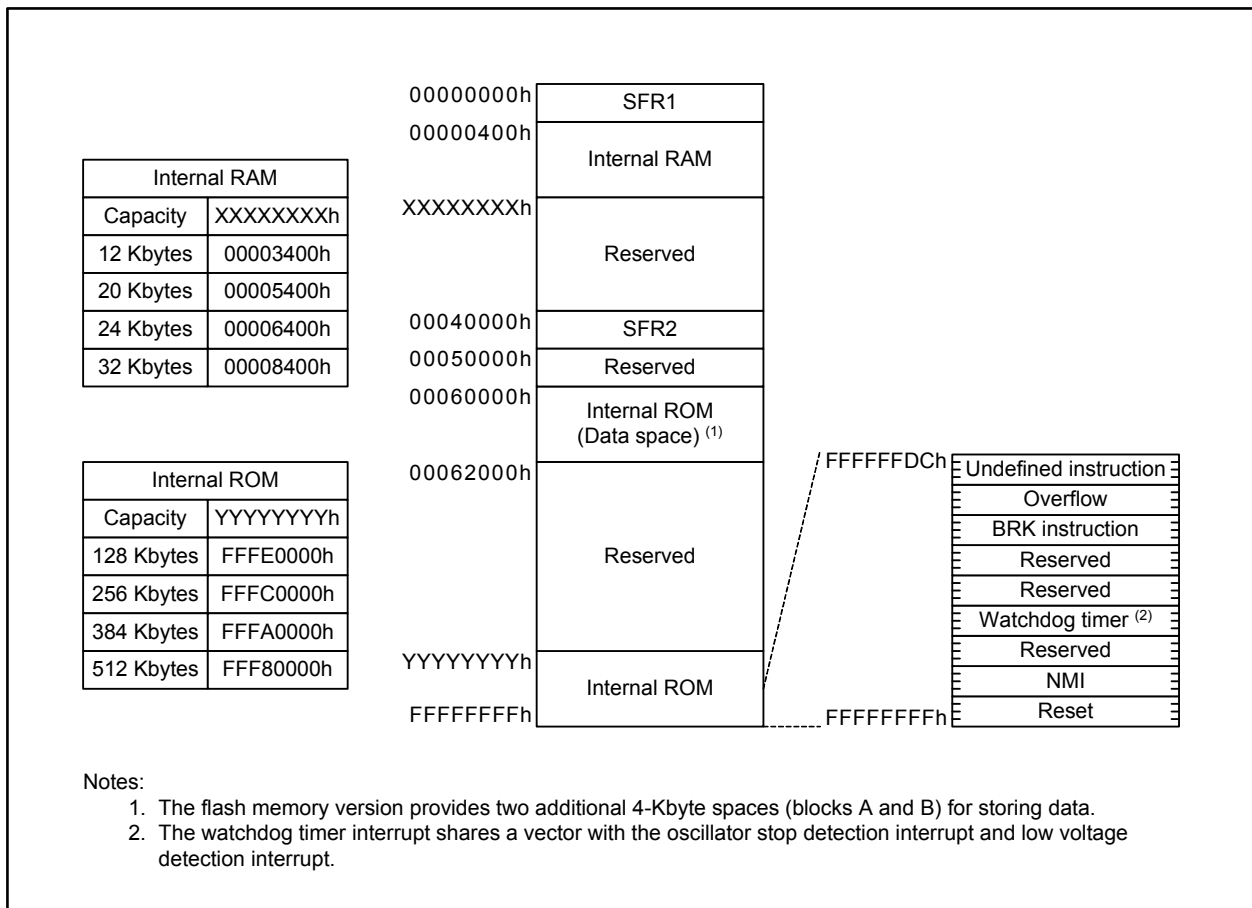 00000000h
SFR1
00000400h
Internal RAM
XXXXXXXXh
Reserved
00040000h
SFR2
00050000h
Reserved
00060000h
Internal ROM
(Data space) (1)
00062000h
Reserved
YYYYYYYYh
Internal ROM
FFFFFFFFh
Internal RAM
Capacity XXXXXXXXh
12 Kbytes 00003400h
20 Kbytes 00005400h
24 Kbytes 00006400h
32 Kbytes 00008400h
Internal ROM
Capacity YYYYYYYYh
128 Kbytes FFFE0000h
256 Kbytes FFFC0000h
384 Kbytes FFFA0000h
512 Kbytes FFF80000h
FFFFFFDCh
Undefined instruction
Overflow
BRK instruction
Reserved
Reserved
Watchdog timer (2)
Reserved
NMI
Reset
FFFFFFFFh
Notes:
1. The flash memory version provides two additional 4-Kbyte spaces (blocks A and B) for storing data.
2. The watchdog timer interrupt shares a vector with the oscillator stop detection interrupt and low voltage
detection interrupt.